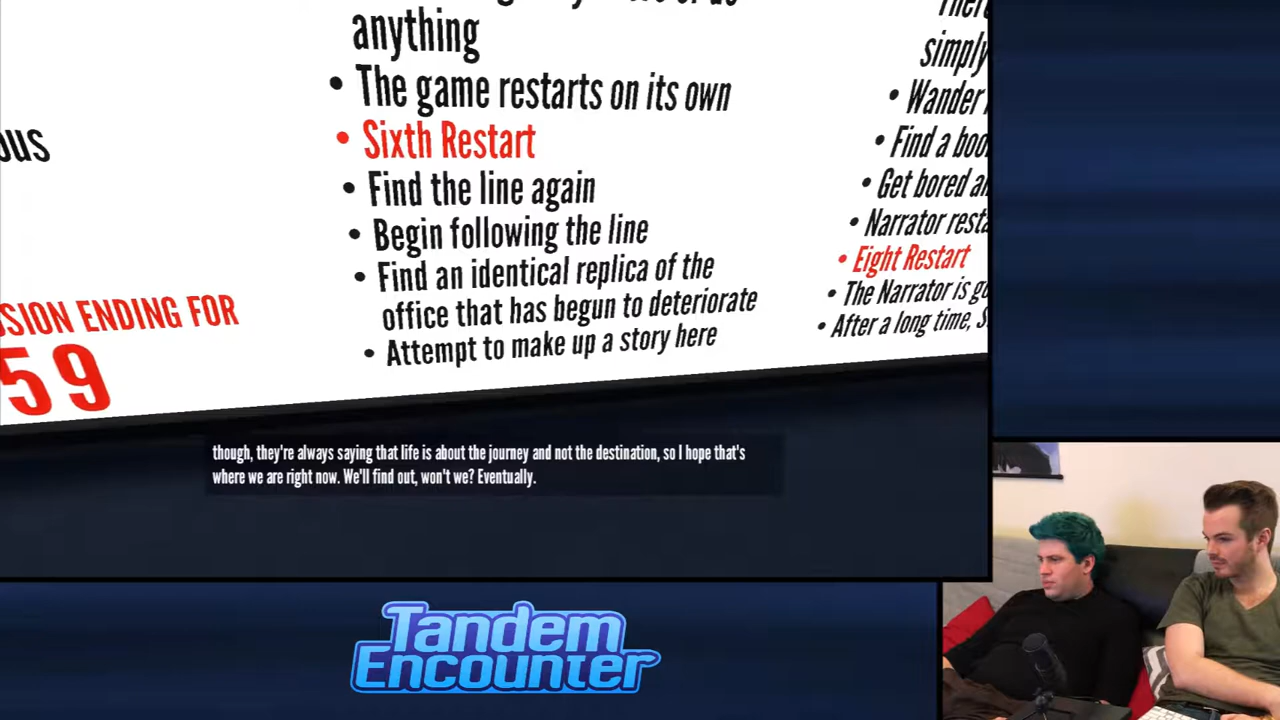 anything
• The game restarts on its own
• Sixth Restart
• Find the line again
• Begin following the line
• Find an identical replica of the
office that has begun to deteriorate
• Attempt to make up a story here
simply
• Wander
• Find a
• Get bored
• Narrator
• Eight Restart
• The Narrator is
• After a long time,
ENDING FOR
59
though, they're always saying that life is about the journey and not the destination, so I hope that's
where we are right now. We'll find out, won't we? Eventually.
Tandem
Encounter